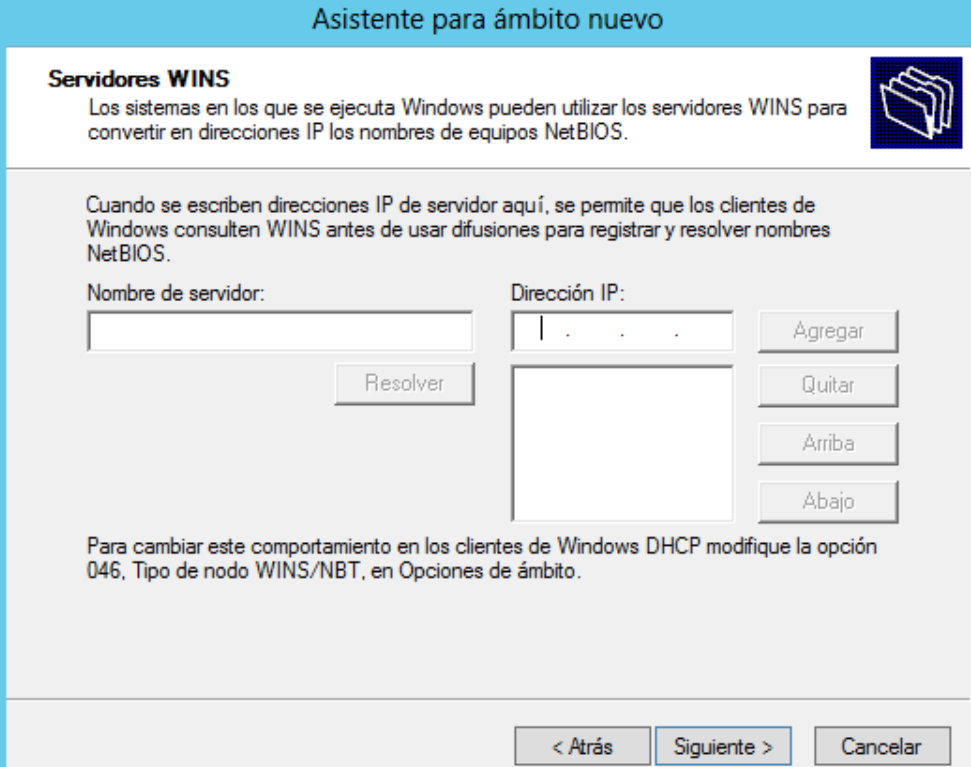 Asistente para ámbito nuevo
Servidores WINS
Los sistemas en los que se ejecuta Windows pueden utilizar los servidores WINS para
convertir en direcciones IP los nombres de equipos NetBIOS.
Cuando se escriben direcciones IP de servidor aquí, se permite que los clientes de
Windows consulten WINS antes de usar difusiones para registrar y resolver nombres
NetBIOS.
Nombre de servidor:
Dirección IP:
. . .
Agregar
Resolver
Quitar
Arriba
Abajo
Para cambiar este comportamiento en los clientes de Windows DHCP modifique la opción
046, Tipo de nodo WINS/NBT, en Opciones de ámbito.
< Atrás
Siguiente >
Cancelar